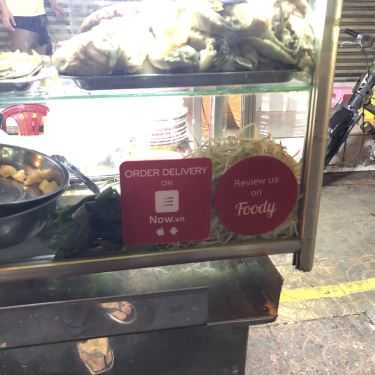 ORDER DELIVERY
ON
Now.vn
Review us
on
Foody